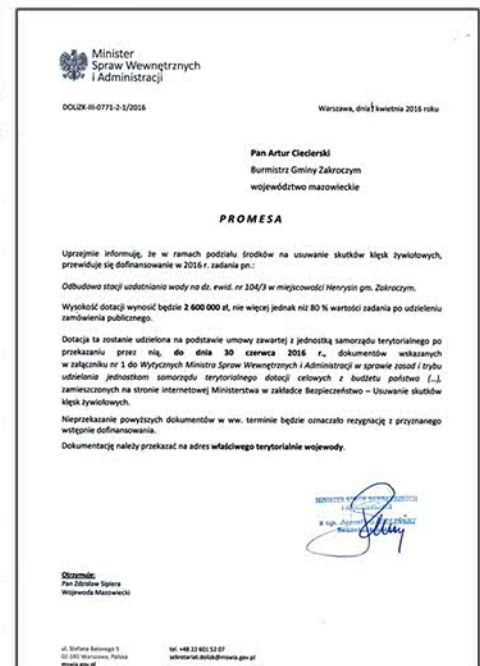 Minister
Spraw Wewnętrznych
i Administracji
DOLiZK-III-0771-2-1/2016
Warszawa, dnia kwietnia 2016 roku
Pan Artur Ciecierski
Burmistrz Gminy Zakroczym
województwo mazowieckie
PROMESA
Uprzejmie informuję, że w ramach podziału środków na usuwanie skutków klęsk żywiołowych,
przewiduje się dofinansowanie w 2016 r. zadania pn.:
Odbudowa stacji uzdatniania wody na dz. ewid. nr 104/3 w miejscowości Henrysin gm. Zakroczym.
Wysokość dotacji wynosić będzie 2 600 000 zł, nie więcej jednak niż 80 % wartości zadania po udzieleniu
zamówienia publicznego.
Dotacja ta zostanie udzielona na podstawie umowy zawartej z jednostką samorządu terytorialnego po
przekazaniu przez nią, do dnia 30 czerwca 2016 r., dokumentów wskazanych
w załączniku nr 1 do Wytycznych Ministra Spraw Wewnętrznych i Administracji w sprawie zasad i trybu
udzielania jednostkom samorządu terytorialnego dotacji celowych z budżetu państwa (...),
zamieszczonych na stronie internetowej Ministerstwa w zakładce Bezpieczeństwo – Usuwanie skutków
klęsk żywiołowych.
Nieprzekazanie powyższych dokumentów w ww. terminie będzie oznaczało rezygnację z przyznanego
wstępnie dofinansowania.
Dokumentację należy przekazać na adres właściwego terytorialnie wojewody.
MINISTER SPRAW WEWNĘTRZNYCH
I ADMINISTRACJI
Otrzymuje:
Pan Zdzisław Sipiera
Wojewoda Mazowiecki
ul. Stefana Batorego 5
02-591 Warszawa, Polska
mswia.gov.pl
tel. +48 22 601 52 07
sekretariat.dolizk@mswia.gov.pl